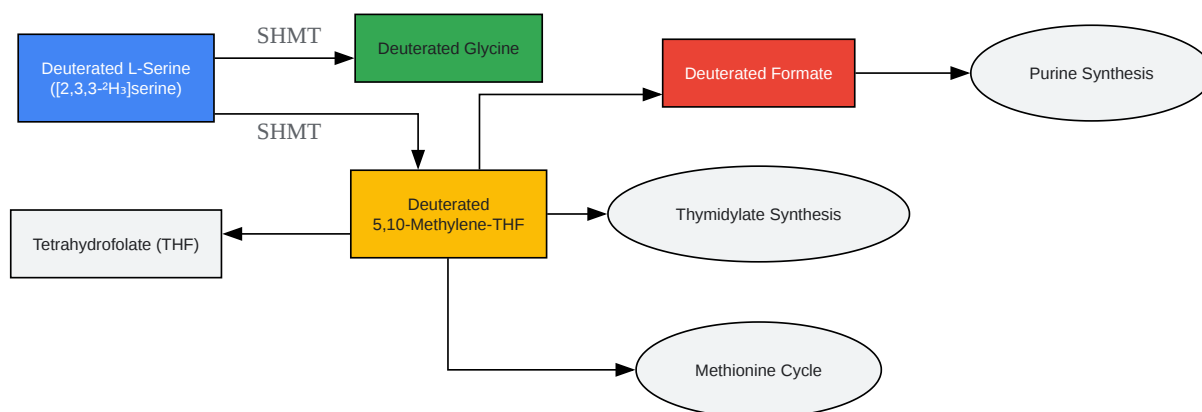 SHMT
Deuterated L-Serine
([2,3,3-²H₃]serine)
Deuterated Glycine
Deuterated Formate
Purine Synthesis
SHMT
Deuterated
5,10-Methylene-THF
Thymidylate Synthesis
Tetrahydrofolate (THF)
Methionine Cycle